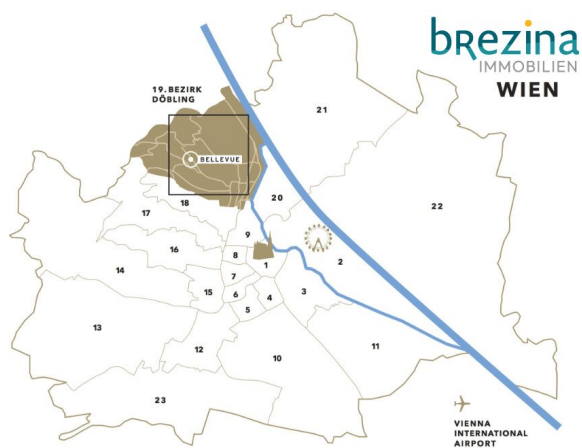 brezina
IMMOBILIEN
WIEN
19. BEZIRK
DÖBLING
21
BELLEVUE
20
22
18
17
9
16
8
1
2
14
7
15
6
4
3
5
13
12
10
11
23
VIENNA
INTERNATIONAL
AIRPORT